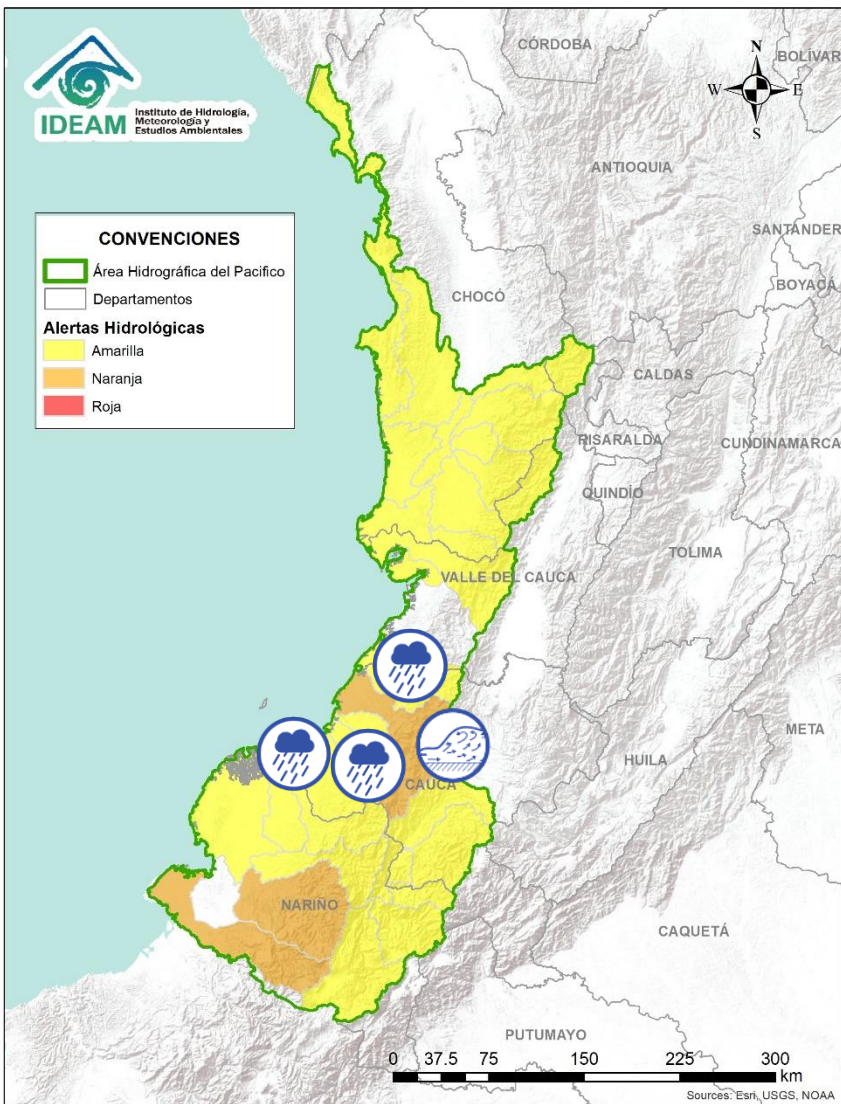 IDEAM
Instituto de Hidrología,
Meteorología y
Estudios Ambientales
N
W E
S
CÓRDOBA
BOLÍVAR
ANTIOQUIA
SANTANDER
BOYACÁ
CHOCÓ
CALDAS
RISARALDA
CUNDINAMARCA
QUINDÍO
TOLIMA
VALLE DEL CAUCA
META
HUILA
CAUCA
NARIÑO
CAQUETÁ
PUTUMAYO
CONVENCIONES
Área Hidrográfica del Pacifico
Departamentos
Alertas Hidrológicas
Amarilla
Naranja
Roja
0 37.5 75 150 225 300
km
Sources: Esri, USGS, NOAA